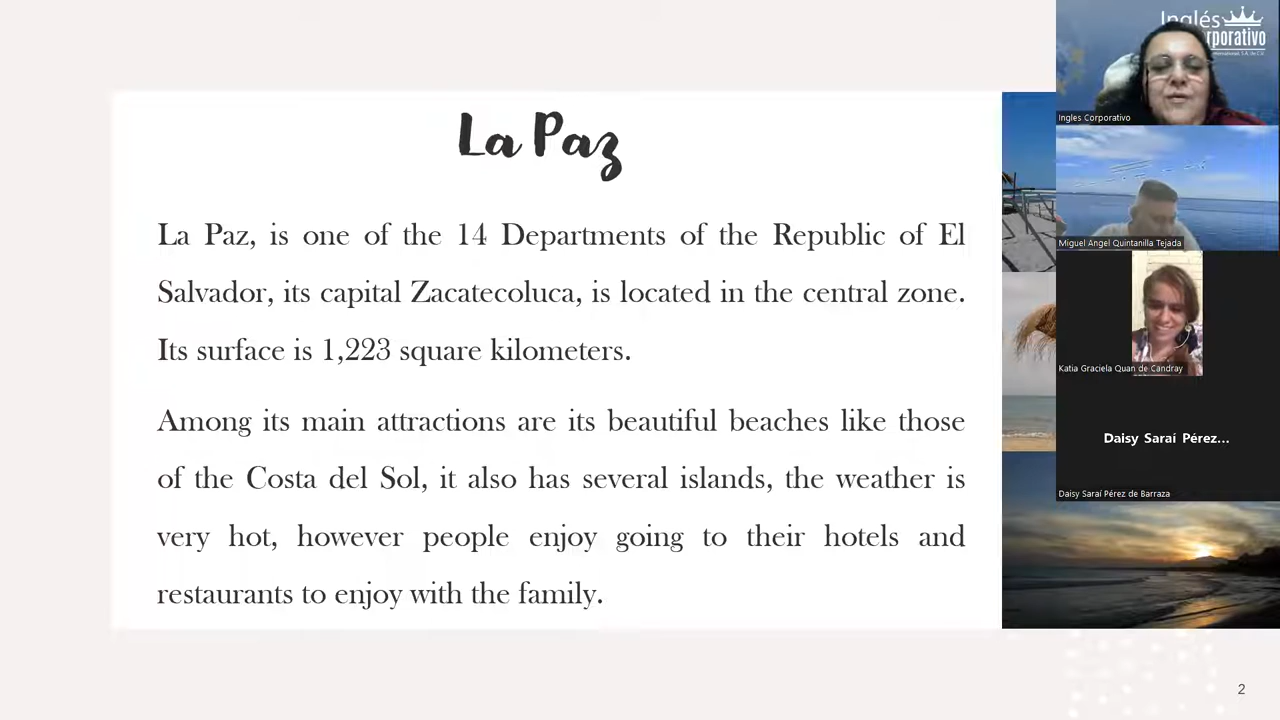 La Paz
La Paz, is one of the 14 Departments of the Republic of El
Salvador, its capital Zacatecoluca, is located in the central zone.
Its surface is 1,223 square kilometers.
Among its main attractions are its beautiful beaches like those
of the Costa del Sol, it also has several islands, the weather is
very hot, however people enjoy going to their hotels and
restaurants to enjoy with the family.
2
Inglés
rporativo
Ingles Corporativo
Miguel Angel Quintanilla Tejada
Katia Graciela Quan de Candray
Daisy Saraí Pérez...
Daisy Saraí Pérez de Barraza